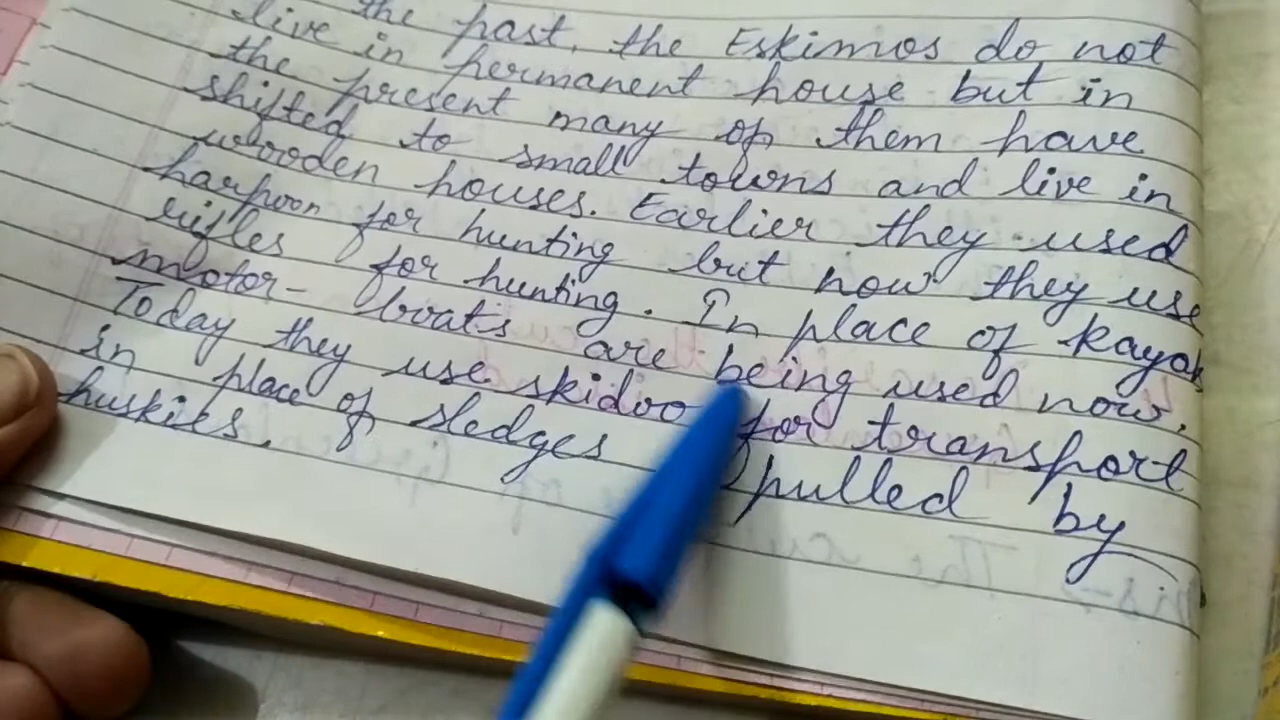 the past, the Eskimos do not
live in permanent house but in
the present many of them have
shifted to small towns and live in
wooden houses. Earlier they used
harpoon for hunting but now they use
rifles for hunting. In place of Kayak
motor-boats are being used now.
Today they use skidoo for transport
in place of sledges pulled by
huskies.